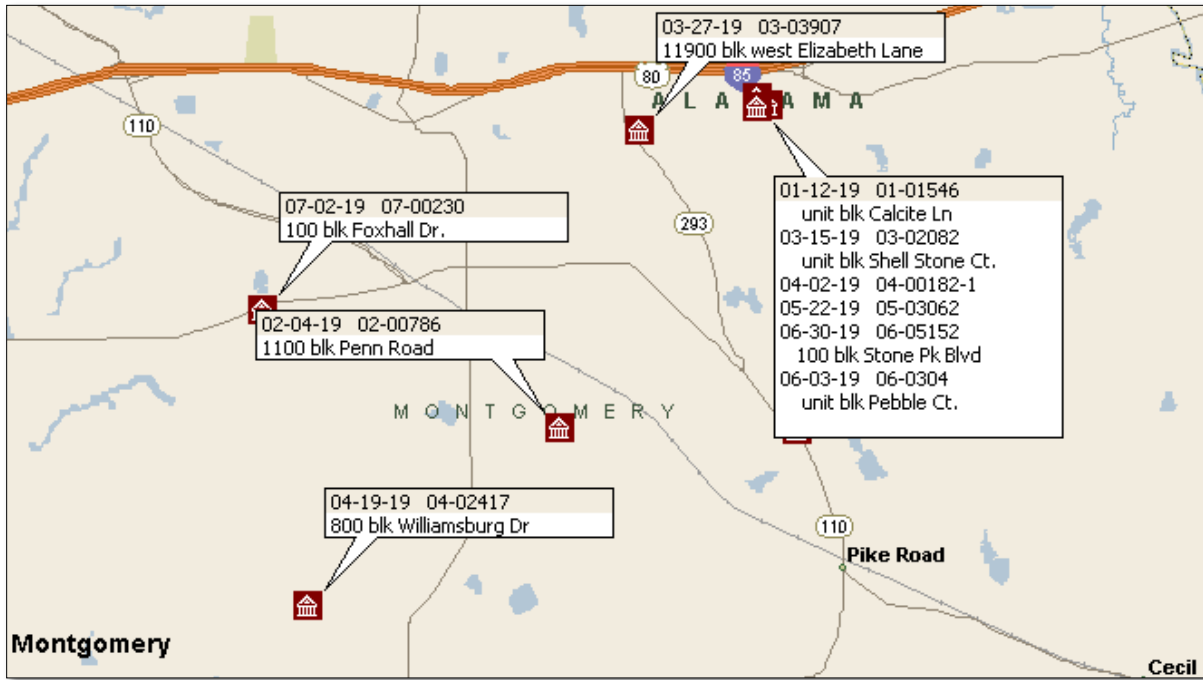 03-27-19 03-03907
11900 blk west Elizabeth Lane
80
85
A L A B A M A
110
01-12-19 01-01546
unit blk Calcite Ln
03-15-19 03-02082
unit blk Shell Stone Ct.
04-02-19 04-00182-1
05-22-19 05-03062
06-30-19 06-05152
100 blk Stone Pk Blvd
06-03-19 06-0304
unit blk Pebble Ct.
07-02-19 07-00230
100 blk Foxhall Dr.
293
02-04-19 02-00786
1100 blk Penn Road
M O N T G O M E R Y
04-19-19 04-02417
800 blk Williamsburg Dr
110
Pike Road
Montgomery
Cecil